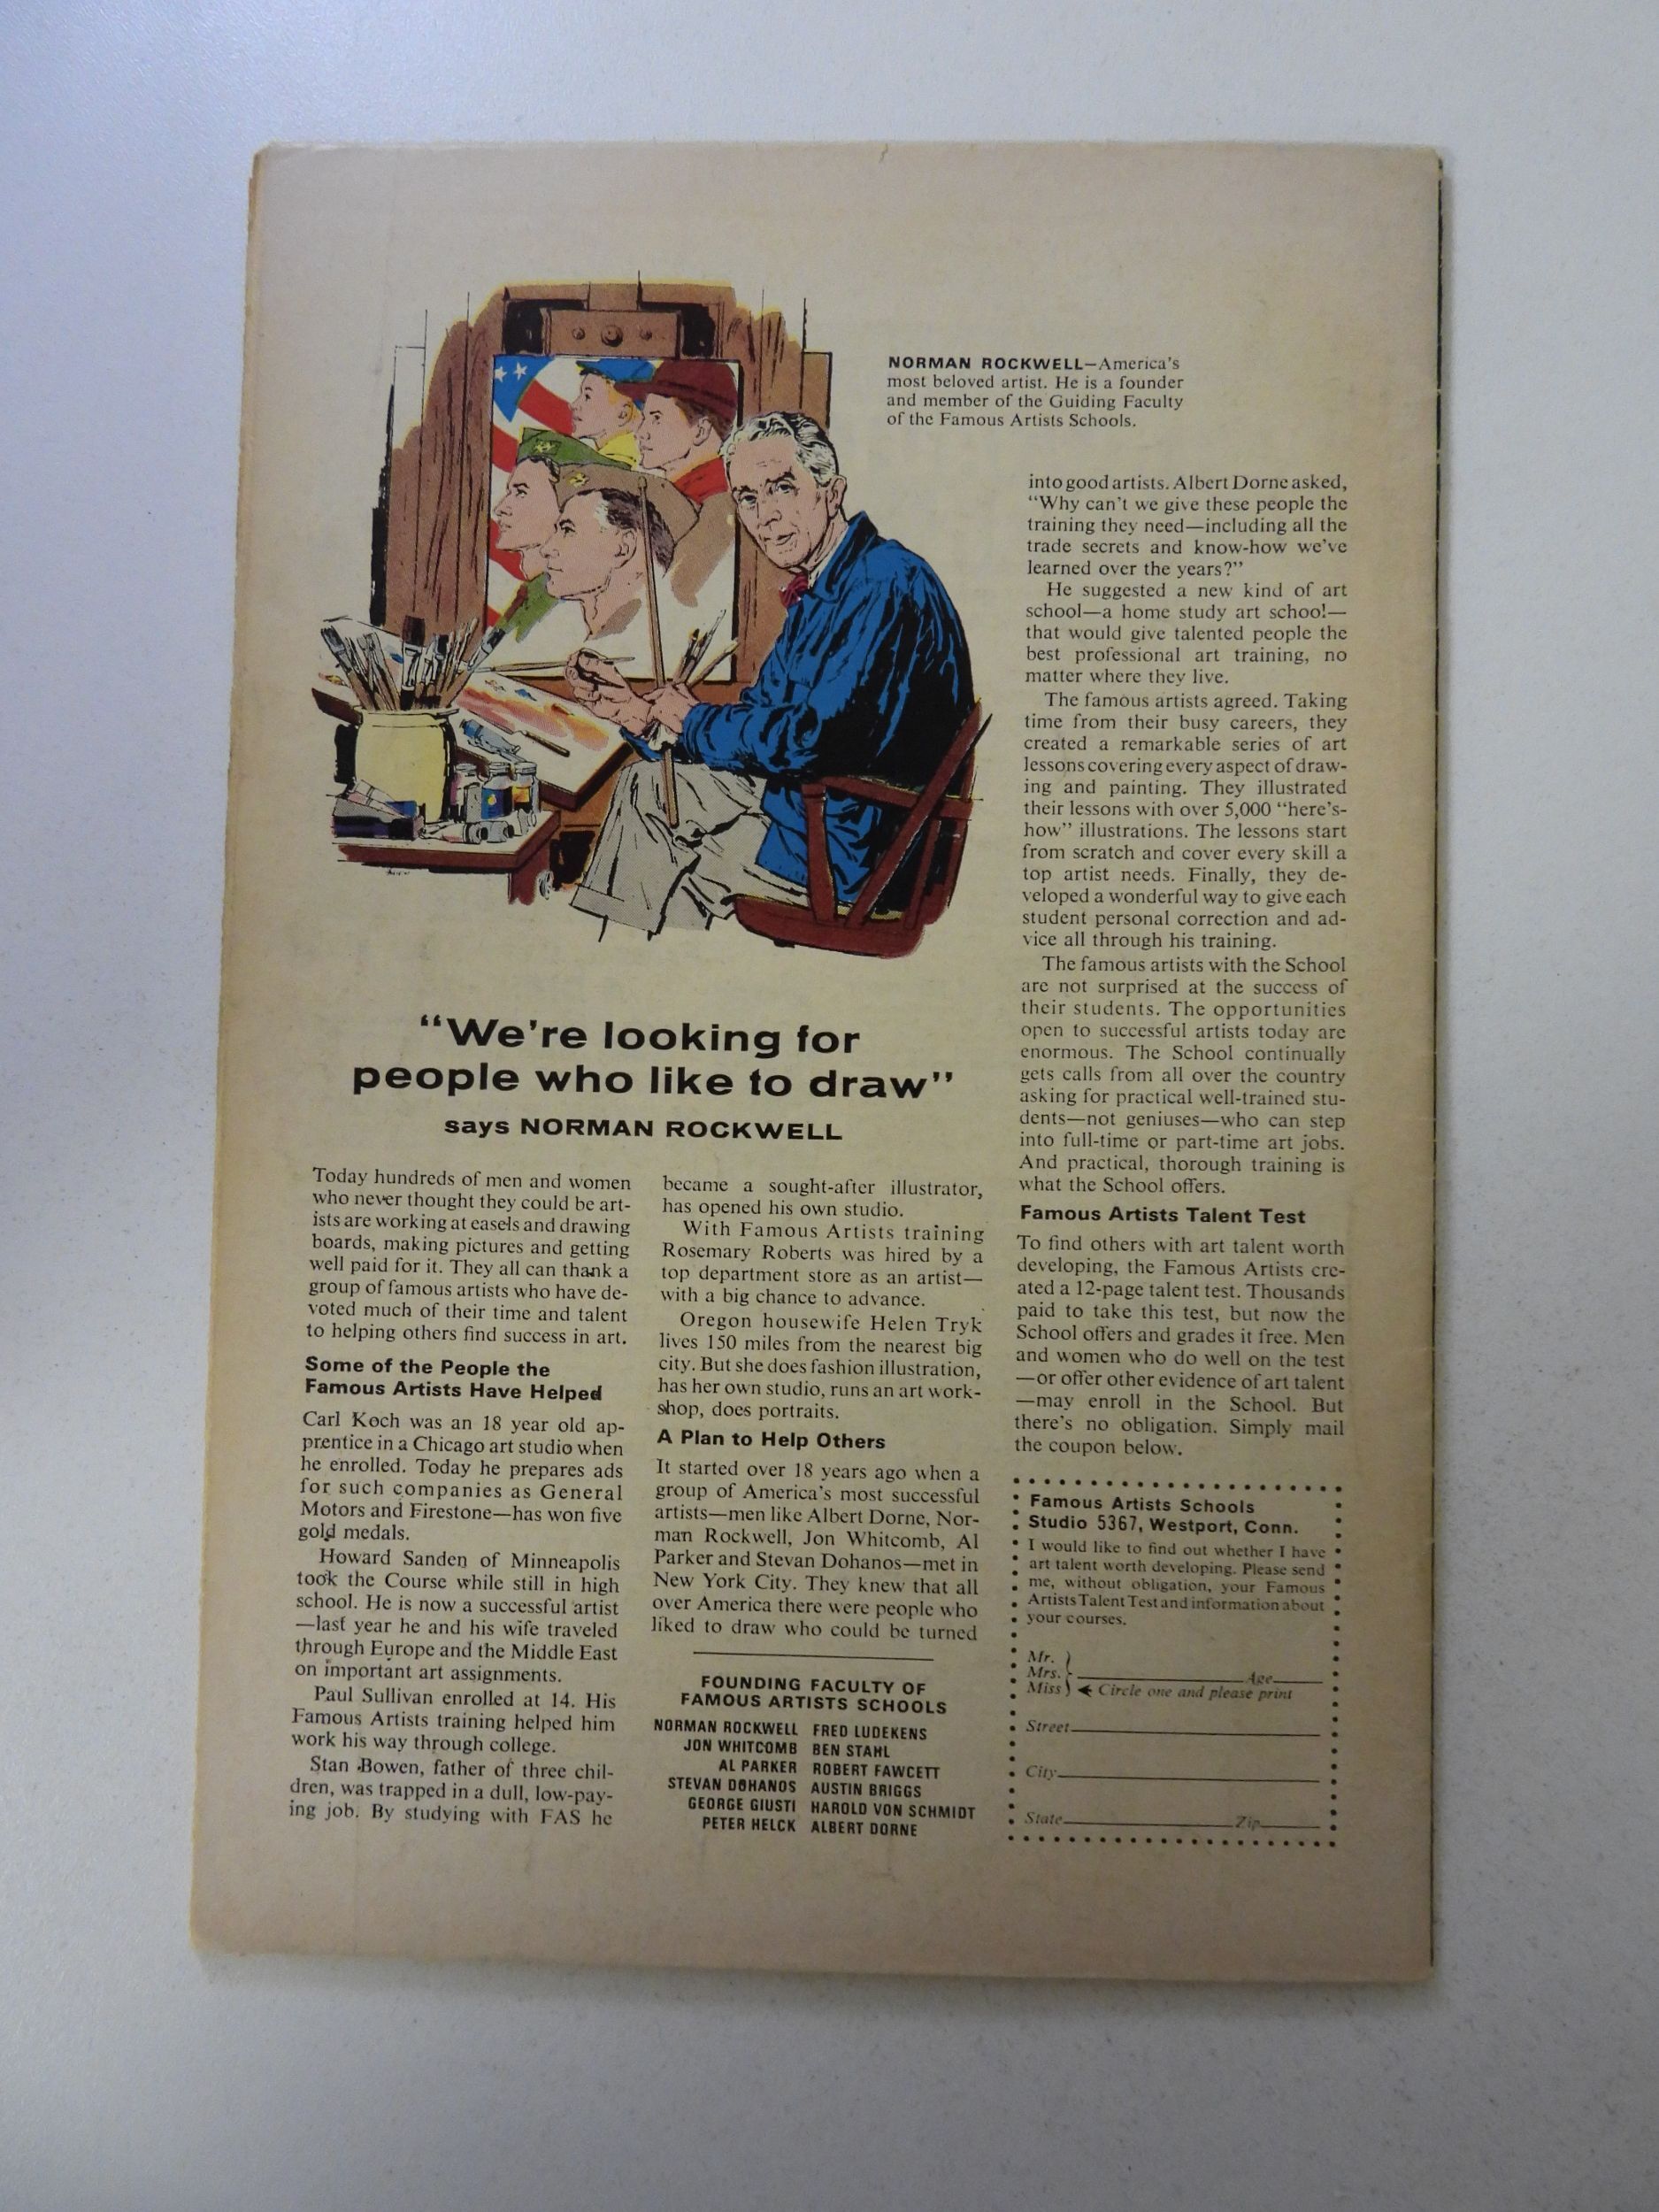 NORMAN ROCKWELL—America's
most beloved artist. He is a founder
and member of the Guiding Faculty
of the Famous Artists Schools.
"We're looking for
people who like to draw"
says NORMAN ROCKWELL
Today hundreds of men and women
who never thought they could be art-
ists are working at easels and drawing
boards, making pictures and getting
well paid for it. They all can thank a
group of famous artists who have de-
voted much of their time and talent
to helping others find success in art.
Some of the People the
Famous Artists Have Helped
Carl Koch was an 18 year old ap-
prentice in a Chicago art studio when
he enrolled. Today he prepares ads
for such companies as General
Motors and Firestone—has won five
gold medals.
Howard Sanden of Minneapolis
took the Course while still in high
school. He is now a successful artist
—last year he and his wife traveled
through Europe and the Middle East
on important art assignments.
Paul Sullivan enrolled at 14. His
Famous Artists training helped him
work his way through college.
Stan Bowen, father of three chil-
dren, was trapped in a dull, low-pay-
ing job. By studying with FAS he
became a sought-after illustrator,
has opened his own studio.
With Famous Artists training
Rosemary Roberts was hired by a
top department store as an artist—
with a big chance to advance.
Oregon housewife Helen Tryk
lives 150 miles from the nearest big
city. But she does fashion illustration,
has her own studio, runs an art work-
shop, does portraits.
A Plan to Help Others
It started over 18 years ago when a
group of America's most successful
artists—men like Albert Dorne, Nor-
man Rockwell, Jon Whitcomb, Al
Parker and Stevan Dohanos—met in
New York City. They knew that all
over America there were people who
liked to draw who could be turned
FOUNDING FACULTY OF
FAMOUS ARTISTS SCHOOLS
NORMAN ROCKWELL FRED LUDEKENS
JON WHITCOMB BEN STAHL
AL PARKER ROBERT FAWCETT
STEVAN DOHANOS AUSTIN BRIGGS
GEORGE GIUSTI HAROLD VON SCHMIDT
PETER HELCK ALBERT DORNE
into good artists. Albert Dorne asked,
"Why can't we give these people the
training they need—including all the
trade secrets and know-how we've
learned over the years?"
He suggested a new kind of art
school—a home study art school—
that would give talented people the
best professional art training, no
matter where they live.
The famous artists agreed. Taking
time from their busy careers, they
created a remarkable series of art
lessons covering every aspect of draw-
ing and painting. They illustrated
their lessons with over 5,000 "here's-
how" illustrations. The lessons start
from scratch and cover every skill a
top artist needs. Finally, they de-
veloped a wonderful way to give each
student personal correction and ad-
vice all through his training.
The famous artists with the School
are not surprised at the success of
their students. The opportunities
open to successful artists today are
enormous. The School continually
gets calls from all over the country
asking for practical well-trained stu-
dents—not geniuses—who can step
into full-time or part-time art jobs.
And practical, thorough training is
what the School offers.
Famous Artists Talent Test
To find others with art talent worth
developing, the Famous Artists cre-
ated a 12-page talent test. Thousands
paid to take this test, but now the
School offers and grades it free. Men
and women who do well on the test
—or offer other evidence of art talent
—may enroll in the School. But
there's no obligation. Simply mail
the coupon below.
Famous Artists Schools
Studio 5367, Westport, Conn.
I would like to find out whether I have
art talent worth developing. Please send
me, without obligation, your Famous
Artists Talent Test and information about
your courses.
Mr.
Mrs. Age
Miss Circle one and please print
Street
City
State Zip